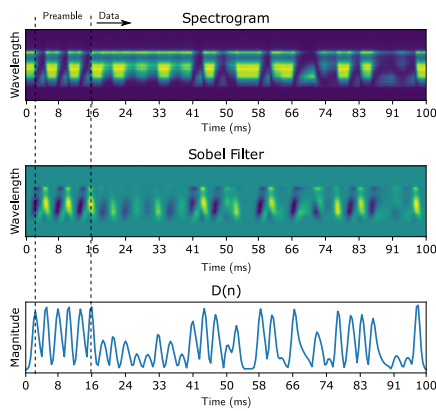 Preamble Data
Spectrogram
Wavelength
0 8 16 24 33 41 50 58 66 74 83 91 100
Time (ms)
Sobel Filter
Wavelength
0 8 16 24 33 41 50 58 66 74 83 91 100
Time (ms)
D(n)
Magnitude
0 8 16 24 33 41 50 58 66 74 83 91 100
Time (ms)